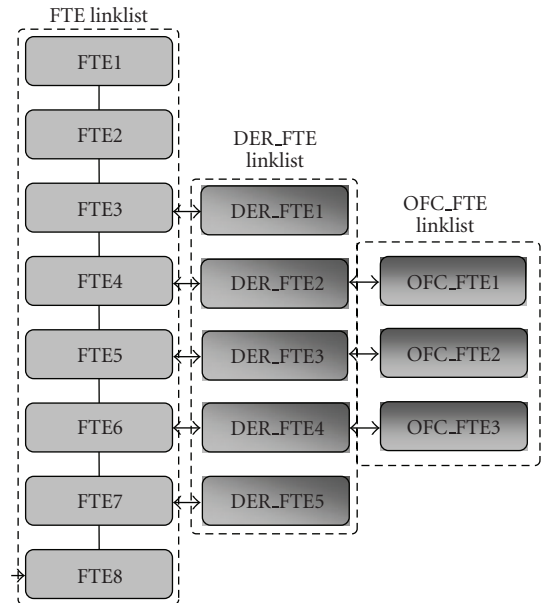 FTE linklist
FTE1
FTE2
FTE3
FTE4
FTE5
FTE6
FTE7
FTE8
DER_FTE
linklist
DER_FTE1
DER_FTE2
DER_FTE3
DER_FTE4
DER_FTE5
OFC_FTE
linklist
OFC_FTE1
OFC_FTE2
OFC_FTE3